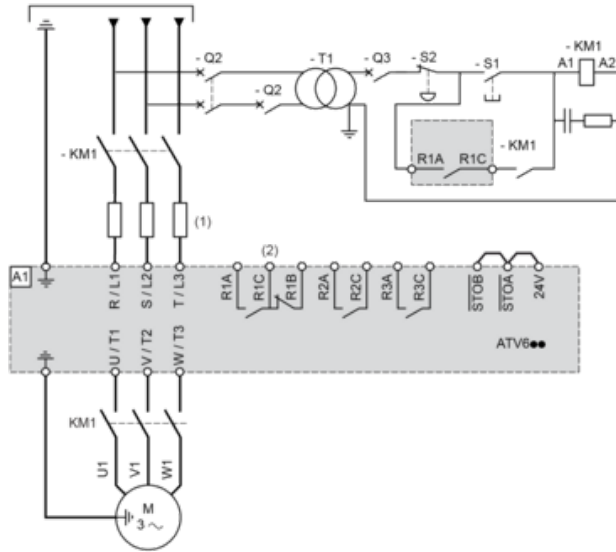 - Q2 - T1 - Q3 - S2 - S1 - KM1
A1 A2
- Q2
- KM1
R1A R1C - KM1
(1)
(2)
A1
R / L1 S / L2 T / L3 R1A R1C R1B R2A R2C R3A R3C STOB STOA 24V
U / T1 V / T2 W / T3
ATV6●●
KM1
U1 V1 W1
M
3 ~